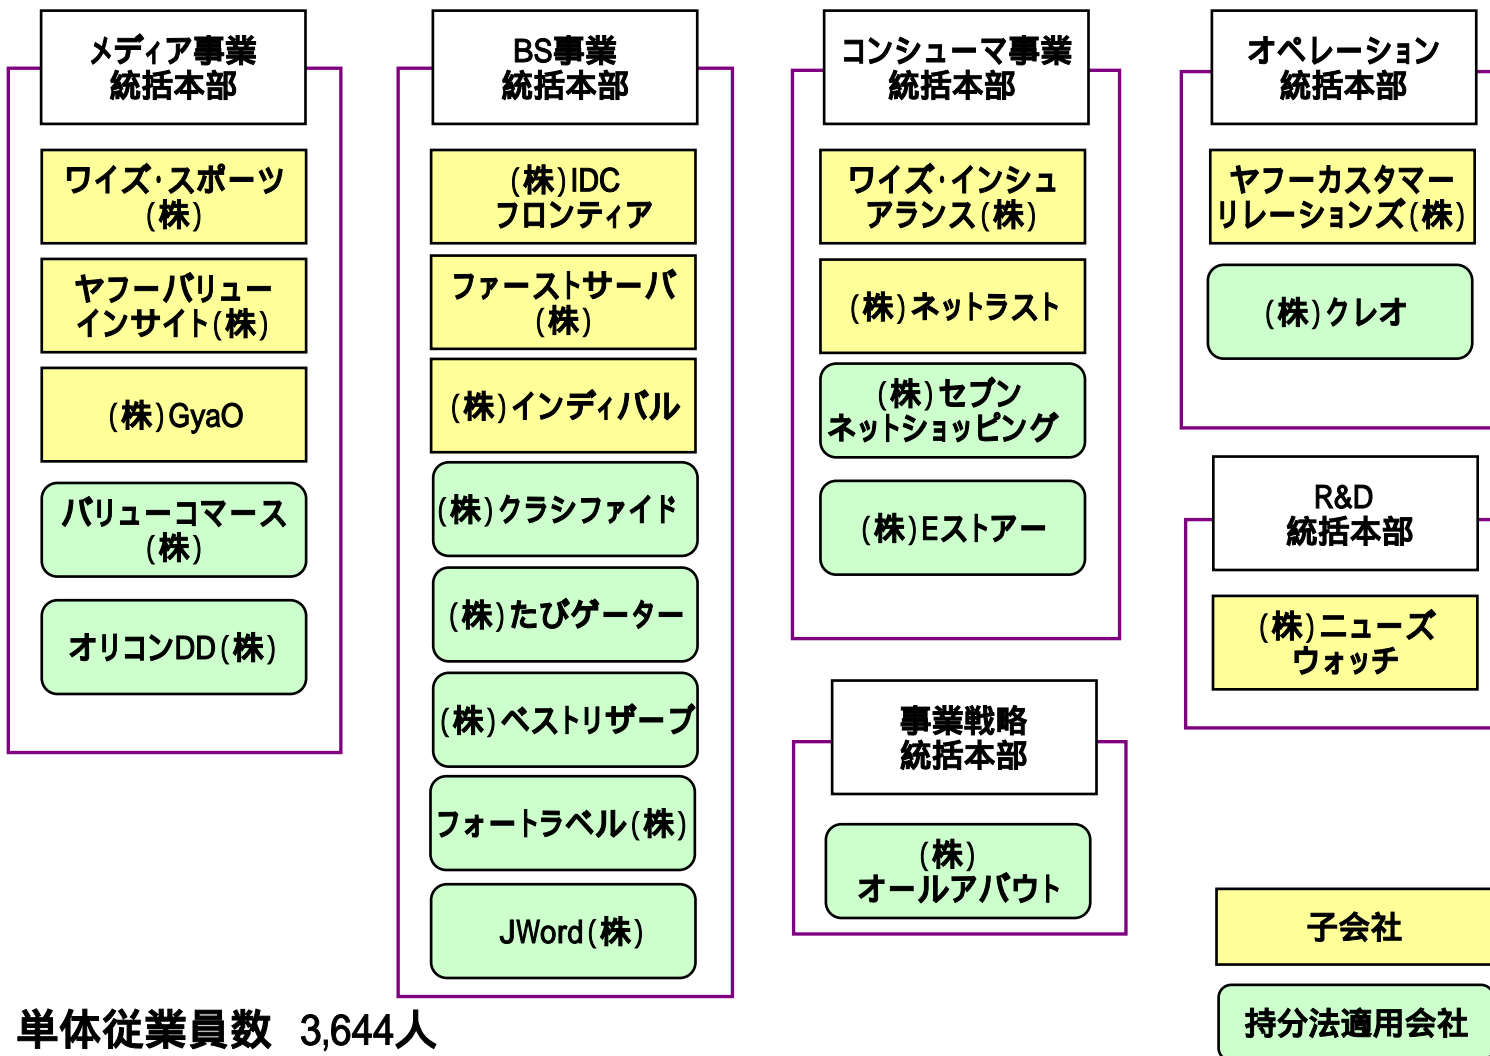 メディア事業
統括本部
ワイズ・スポーツ
(株)
ヤフーバリュー
インサイト(株)
(株)GyaO
バリューコマース
(株)
オリコンDD(株)
BS事業
統括本部
(株)IDC
フロンティア
ファーストサーバ
(株)
(株)インディバル
(株)クラシファイド
(株)たびゲーター
(株)ベストリザーブ
フォートラベル(株)
JWord(株)
コンシューマ事業
統括本部
ワイズ・インシュ
アランス(株)
(株)ネットラスト
(株)セブン
ネットショッピング
(株)Eストアー
事業戦略
統括本部
(株)
オールアバウト
オペレーション
統括本部
ヤフーカスタマー
リレーションズ(株)
(株)クレオ
R&D
統括本部
(株)ニューズ
ウォッチ
子会社
持分法適用会社
単体従業員数 3,644人